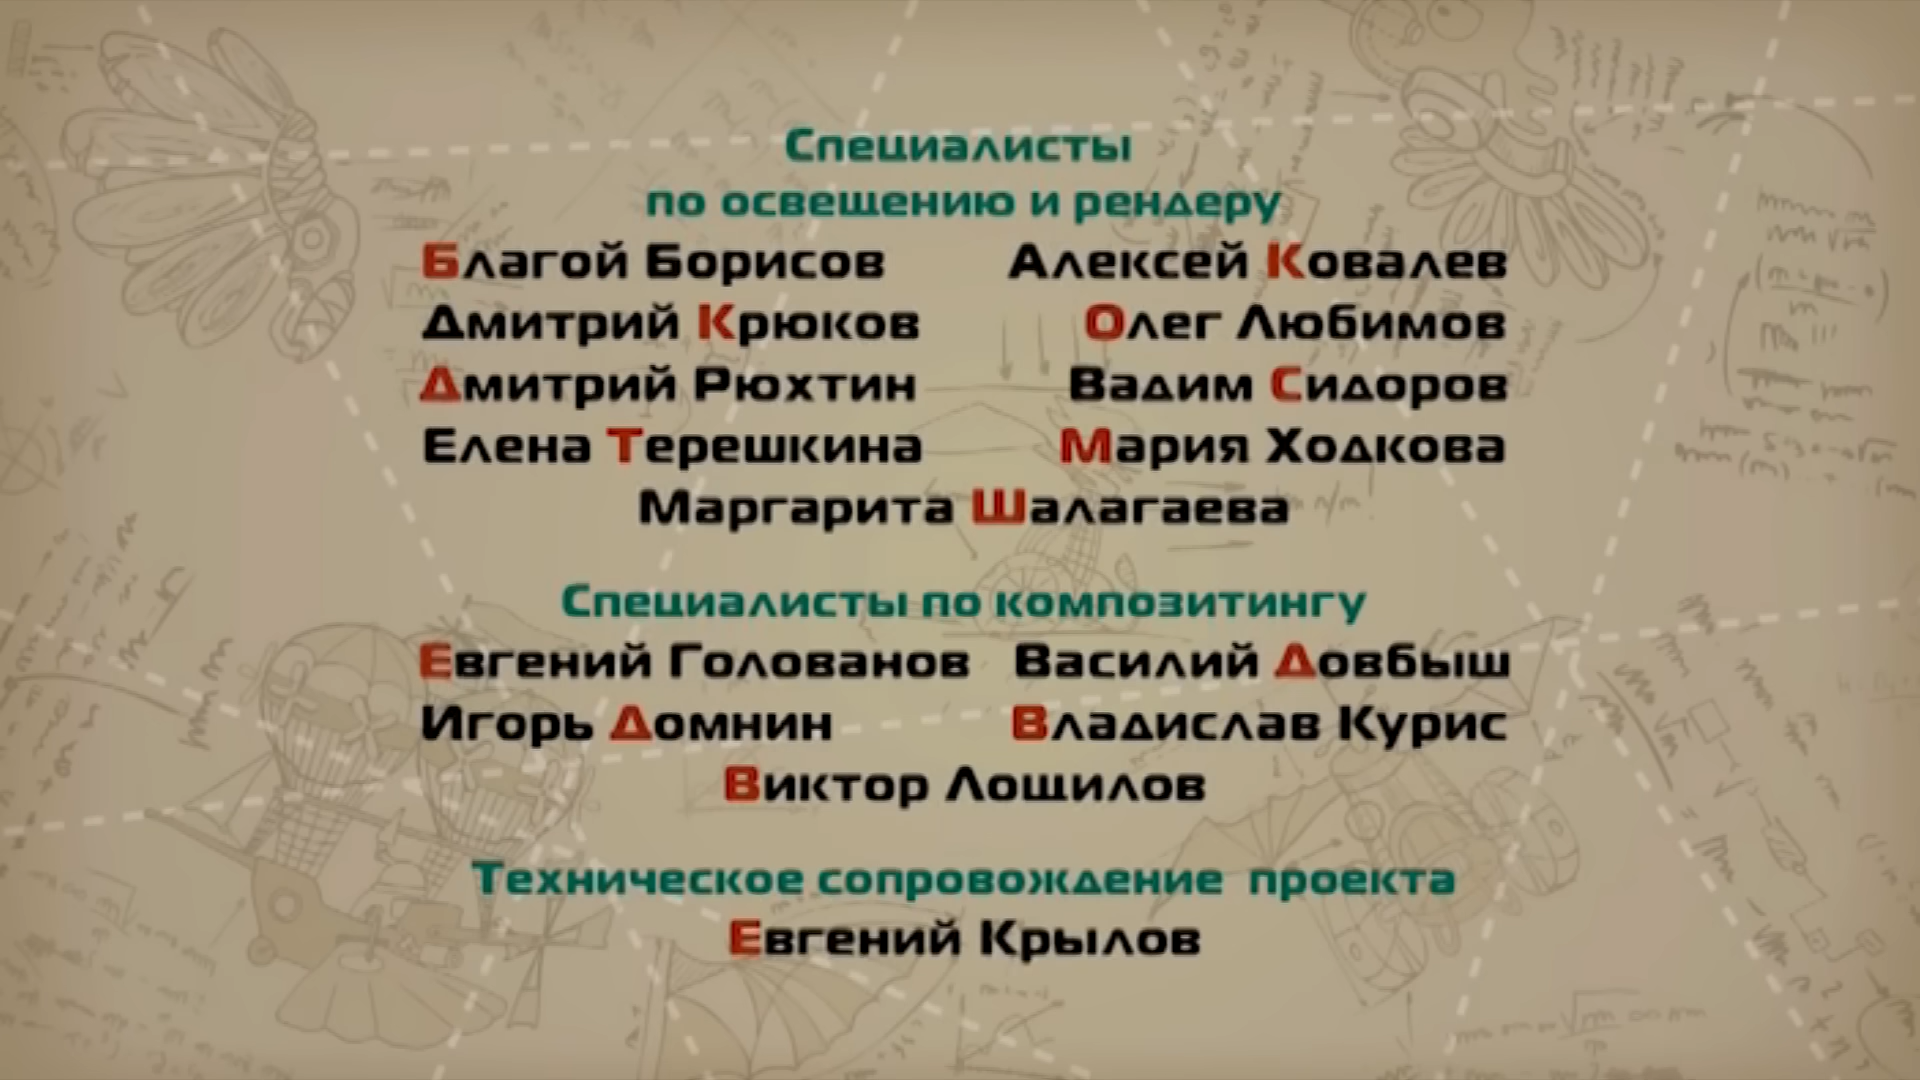 Специалисты
по освещению и рендеру
Благой Борисов Алексей Ковалев
Дмитрий Крюков Олег Любимов
Дмитрий Рюхтин Вадим Сидоров
Елена Терешкина Мария Ходкова
Маргарита Шалагаева
Специалисты по композитингу
Евгений Голованов Василий Довбыш
Игорь Домнин Владислав Курис
Виктор Лощилов
Техническое сопровождение проекта
Евгений Крылов